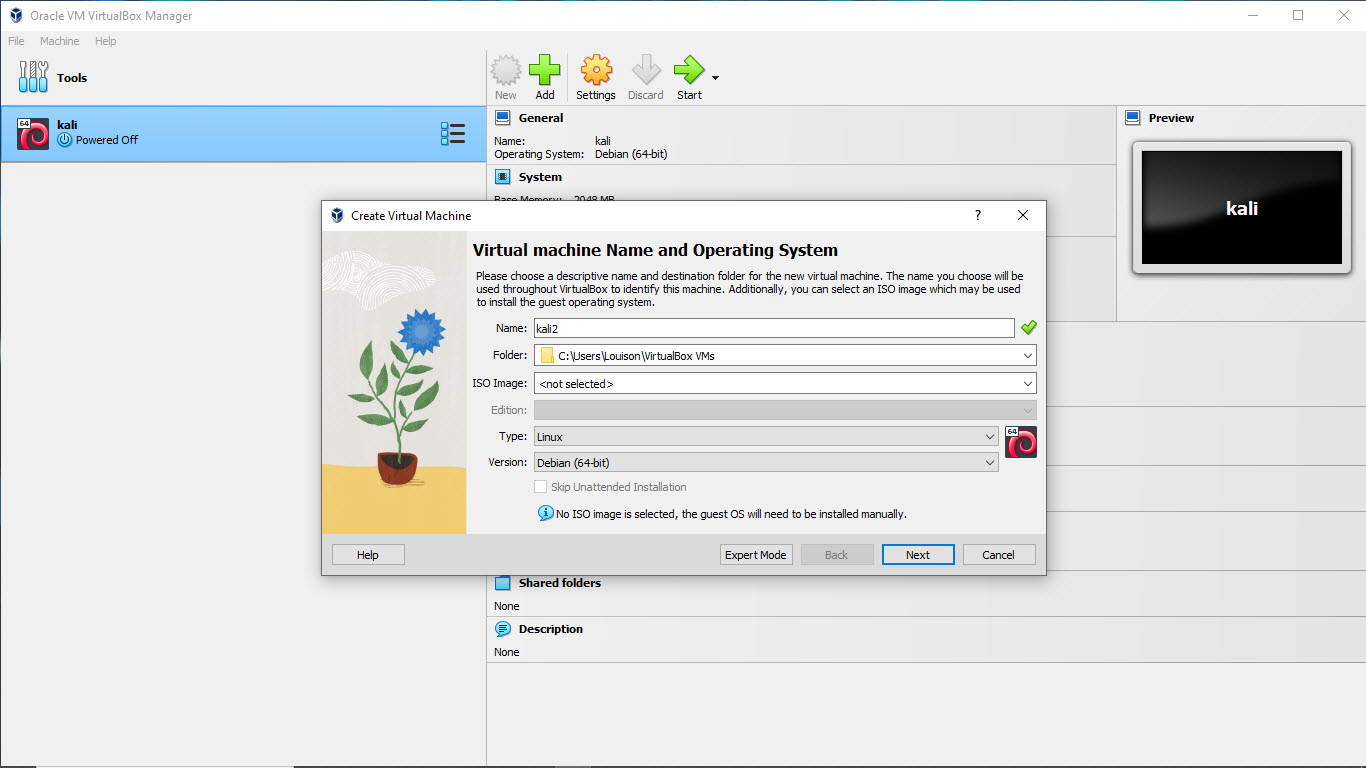 Oracle VM VirtualBox Manager
File Machine Help
Tools
New Add Settings Discard Start
64
kali
Powered Off
General
Name: kali
Operating System: Debian (64-bit)
System
Base Memory: 2048 MB
Preview
kali
Create Virtual Machine
?
Virtual machine Name and Operating System
Please choose a descriptive name and destination folder for the new virtual machine. The name you choose will be
used throughout VirtualBox to identify this machine. Additionally, you can select an ISO image which may be used
to install the guest operating system.
Name: kali2
Folder: C:\Users\Louison\VirtualBox VMs
ISO Image: <not selected>
Edition:
Type: Linux
64
Version: Debian (64-bit)
Skip Unattended Installation
No ISO image is selected, the guest OS will need to be installed manually.
Help Expert Mode Back Next Cancel
Shared folders
None
Description
None